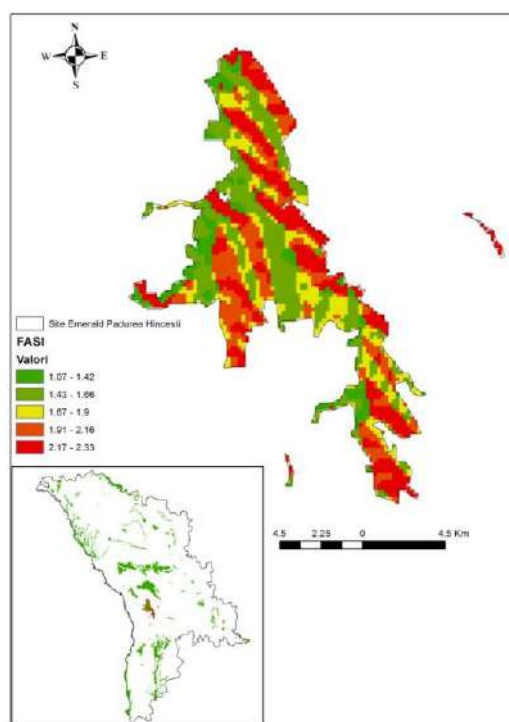 N
W E
S
Site Emerald Padurea Hincesti
FASI
Valori
1.07 - 1.42
1.43 - 1.66
1.67 - 1.9
1.91 - 2.16
2.17 - 2.33
4.5 2.25 0 4.5 Km